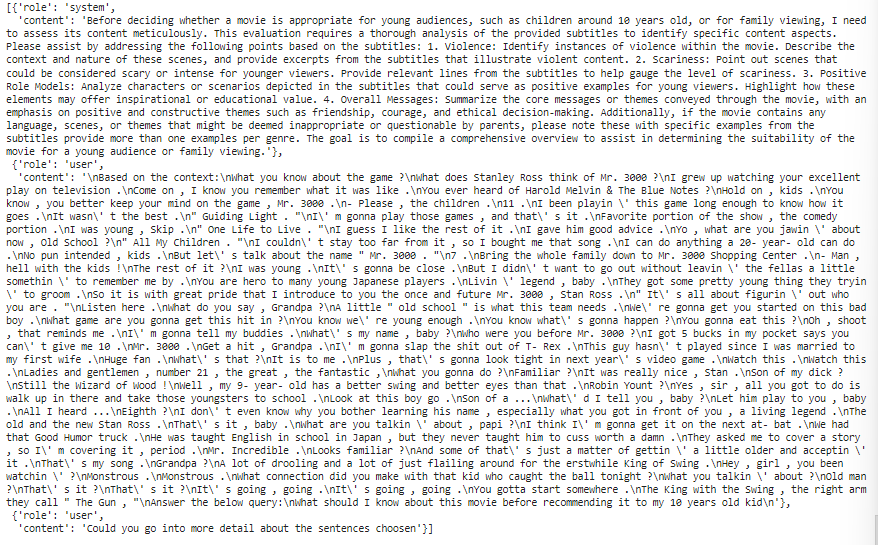 [{'role': 'system',
'content': 'Before deciding whether a movie is appropriate for young audiences, such as children around 10 years old, or for family viewing, I need
to assess its content meticulously. This evaluation requires a thorough analysis of the provided subtitles to identify specific content aspects.
Please assist by addressing the following points based on the subtitles: 1. Violence: Identify instances of violence within the movie. Describe the
context and nature of these scenes, and provide excerpts from the subtitles that illustrate violent content. 2. Scariness: Point out scenes that
could be considered scary or intense for younger viewers. Provide relevant lines from the subtitles to help gauge the level of scariness. 3. Positive
Role Models: Analyze characters or scenarios depicted in the subtitles that could serve as positive examples for young viewers. Highlight how these
elements may offer inspirational or educational value. 4. Overall Messages: Summarize the core messages or themes conveyed through the movie, with an
emphasis on positive and constructive themes such as friendship, courage, and ethical decision-making. Additionally, if the movie contains any
language, scenes, or themes that might be deemed inappropriate or questionable by parents, please note these with specific examples from the
subtitles provide more than one examples per genre. The goal is to compile a comprehensive overview to assist in determining the suitability of the
movie for a young audience or family viewing.'},
{'role': 'user',
'content': '\nBased on the context:\nWhat do you know about the game ?\nWhat does Stanley Ross think of Mr. 3000 ?\nI grew up watching your excellent
play on television .\nCome on , I know you remember what it was like .\nYou ever heard of Harold Melvin & The Blue Notes ?\nHold on , kids .\nYou
know , you better keep your mind on the game , Mr. 3000 .\n- Please , the children .\n11 .\nI been playin \' this game long enough to know how it
goes .\nIt wasn\' t the best .\n" Guiding Light . "\nI\' m gonna play those games , and that\' s it .\nFavorite portion of the show , the comedy
portion .\nI was young , Skip .\n" One Life to Live . "\nI guess I like the rest of it .\nI gave him good advice .\nYo , what are you jawin \' about
now , Old School ?\n" All My Children . "\nI couldn\' t stay too far from it , so I bought me that song .\nI can do anything a 20- year- old can do
.\nNo pun intended , kids .\nBut let\' s talk about the name " Mr. 3000 . "\n7 .\nBring the whole family down to Mr. 3000 Shopping Center .\n- Man ,
hell with the kids !\nThe rest of it ?\nI was young .\nIt\' s gonna be close .\nBut I didn\' t want to go out without leavin \' the fellas a little
somethin \' to remember me by .\nYou are hero to many young Japanese players .\nLivin \' legend , baby .\nThey got some pretty young thing they tryin
\' to groom .\nSo it is with great pride that I introduce to you the once and future Mr. 3000 , Stan Ross .\n" It\' s all about figurin \' out who
you are . "\nListen here .\nWhat do you say , Grandpa ?\nA little " old school " is what this team needs .\nWe\' re gonna get you started on this bad
boy .\nWhat game are you gonna get this hit in ?\nYou know we\' re young enough .\nYou know what\' s gonna happen ?\nYou gonna eat this ?\nOh , shoot
, that reminds me .\nI\' m gonna tell my buddies .\nWhat\' s my name , baby ?\nWho were you before Mr. 3000 ?\nI got 5 bucks in my pocket says you
can\' t give me 10 .\nMr. 3000 .\nGet a hit , Grandpa .\nI\' m gonna slap the shit out of T- Rex .\nThis guy hasn\' t played since I was married to
my first wife .\nHuge fan .\nWhat\' s that ?\nIt is to me .\nPlus , that\' s gonna look tight in next year\' s video game .\nWatch this .\nWatch this
.\nLadies and gentlemen , number 21 , the great , the fantastic ,\nWhat you gonna do ?\nFamiliar ?\nIt was really nice , Stan .\nSon of my dick ?
\nStill the Wizard of Wood !\nWell , my 9- year- old has a better swing and better eyes than that .\nRobin Yount ?\nYes , sir , all you got to do is
walk up in there and take those youngsters to school .\nLook at this boy go .\nSon of a ...\nWhat\' d I tell you , baby ?\nLet him play to you , baby
.\nAll I heard ...\nEighth ?\nI don\' t even know why you bother learning his name , especially what you got in front of you , a living legend .\nThe
old and the new Stan Ross .\nThat\' s it , baby .\nWhat are you talkin \' about , papi ?\nI think I\' m gonna get it on the next at- bat .\nWe had
that Good Humor truck .\nHe was taught English in school in Japan , but they never taught him to cuss worth a damn .\nThey asked me to cover a story
, so I\' m covering it , period .\nMr. Incredible .\nLooks familiar ?\nAnd some of that\' s just a matter of gettin \' a little older and acceptin \'
it .\nThat\' s my song .\nGrandpa ?\nA lot of drooling and a lot of just flailing around for the erstwhile King of Swing .\nHey , girl , you been
watchin \' ?\nMonstrous .\nMonstrous .\nWhat connection did you make with that kid who caught the ball tonight ?\nWhat you talkin \' about ?\nOld man
?\nThat\' s it ?\nThat\' s it ?\nIt\' s going , going .\nIt\' s going , going .\nYou gotta start somewhere .\nThe King with the Swing , the right arm
they call " The Gun , "\nAnswer the below query:\nWhat should I know about this movie before recommending it to my 10 years old kid\n'},
{'role': 'user',
'content': 'Could you go into more detail about the sentences choosen'}]